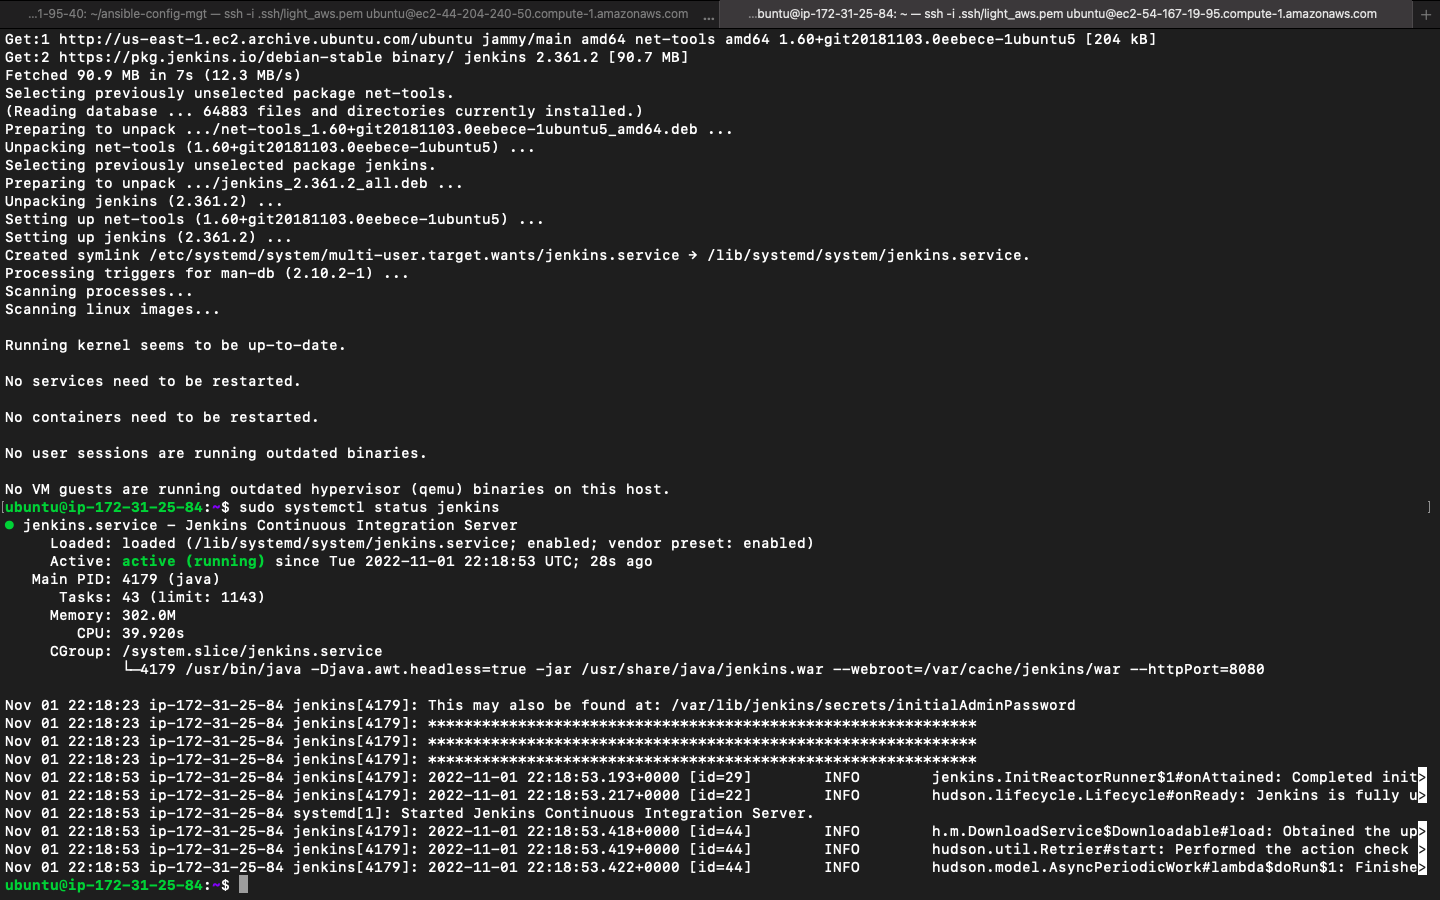 ...1-95-40: ~/ansible-config-mgt — ssh -i .ssh/light_aws.pem ubuntu@ec2-44-204-240-50.compute-1.amazonaws.com ... ...buntu@ip-172-31-25-84: ~ — ssh -i .ssh/light_aws.pem ubuntu@ec2-54-167-19-95.compute-1.amazonaws.com +
Get:1 http://us-east-1.ec2.archive.ubuntu.com/ubuntu jammy/main amd64 net-tools amd64 1.60+git20181103.0eebece-1ubuntu5 [204 kB]
Get:2 https://pkg.jenkins.io/debian-stable binary/ jenkins 2.361.2 [90.7 MB]
Fetched 90.9 MB in 7s (12.3 MB/s)
Selecting previously unselected package net-tools.
(Reading database ... 64883 files and directories currently installed.)
Preparing to unpack .../net-tools_1.60+git20181103.0eebece-1ubuntu5_amd64.deb ...
Unpacking net-tools (1.60+git20181103.0eebece-1ubuntu5) ...
Selecting previously unselected package jenkins.
Preparing to unpack .../jenkins_2.361.2_all.deb ...
Unpacking jenkins (2.361.2) ...
Setting up net-tools (1.60+git20181103.0eebece-1ubuntu5) ...
Setting up jenkins (2.361.2) ...
Created symlink /etc/systemd/system/multi-user.target.wants/jenkins.service → /lib/systemd/system/jenkins.service.
Processing triggers for man-db (2.10.2-1) ...
Scanning processes...
Scanning linux images...
Running kernel seems to be up-to-date.
No services need to be restarted.
No containers need to be restarted.
No user sessions are running outdated binaries.
No VM guests are running outdated hypervisor (qemu) binaries on this host.
[ubuntu@ip-172-31-25-84:~$ sudo systemctl status jenkins ]
● jenkins.service - Jenkins Continuous Integration Server
Loaded: loaded (/lib/systemd/system/jenkins.service; enabled; vendor preset: enabled)
Active: active (running) since Tue 2022-11-01 22:18:53 UTC; 28s ago
Main PID: 4179 (java)
Tasks: 43 (limit: 1143)
Memory: 302.0M
CPU: 39.920s
CGroup: /system.slice/jenkins.service
└─4179 /usr/bin/java -Djava.awt.headless=true -jar /usr/share/java/jenkins.war --webroot=/var/cache/jenkins/war --httpPort=8080
Nov 01 22:18:23 ip-172-31-25-84 jenkins[4179]: This may also be found at: /var/lib/jenkins/secrets/initialAdminPassword
Nov 01 22:18:23 ip-172-31-25-84 jenkins[4179]: *************************************************************
Nov 01 22:18:23 ip-172-31-25-84 jenkins[4179]: *************************************************************
Nov 01 22:18:23 ip-172-31-25-84 jenkins[4179]: *************************************************************
Nov 01 22:18:53 ip-172-31-25-84 jenkins[4179]: 2022-11-01 22:18:53.193+0000 [id=29] INFO jenkins.InitReactorRunner$1#onAttained: Completed init>
Nov 01 22:18:53 ip-172-31-25-84 jenkins[4179]: 2022-11-01 22:18:53.217+0000 [id=22] INFO hudson.lifecycle.Lifecycle#onReady: Jenkins is fully u>
Nov 01 22:18:53 ip-172-31-25-84 systemd[1]: Started Jenkins Continuous Integration Server.
Nov 01 22:18:53 ip-172-31-25-84 jenkins[4179]: 2022-11-01 22:18:53.418+0000 [id=44] INFO h.m.DownloadService$Downloadable#load: Obtained the up>
Nov 01 22:18:53 ip-172-31-25-84 jenkins[4179]: 2022-11-01 22:18:53.419+0000 [id=44] INFO hudson.util.Retrier#start: Performed the action check >
Nov 01 22:18:53 ip-172-31-25-84 jenkins[4179]: 2022-11-01 22:18:53.422+0000 [id=44] INFO hudson.model.AsyncPeriodicWork#lambda$doRun$1: Finishe>
ubuntu@ip-172-31-25-84:~$